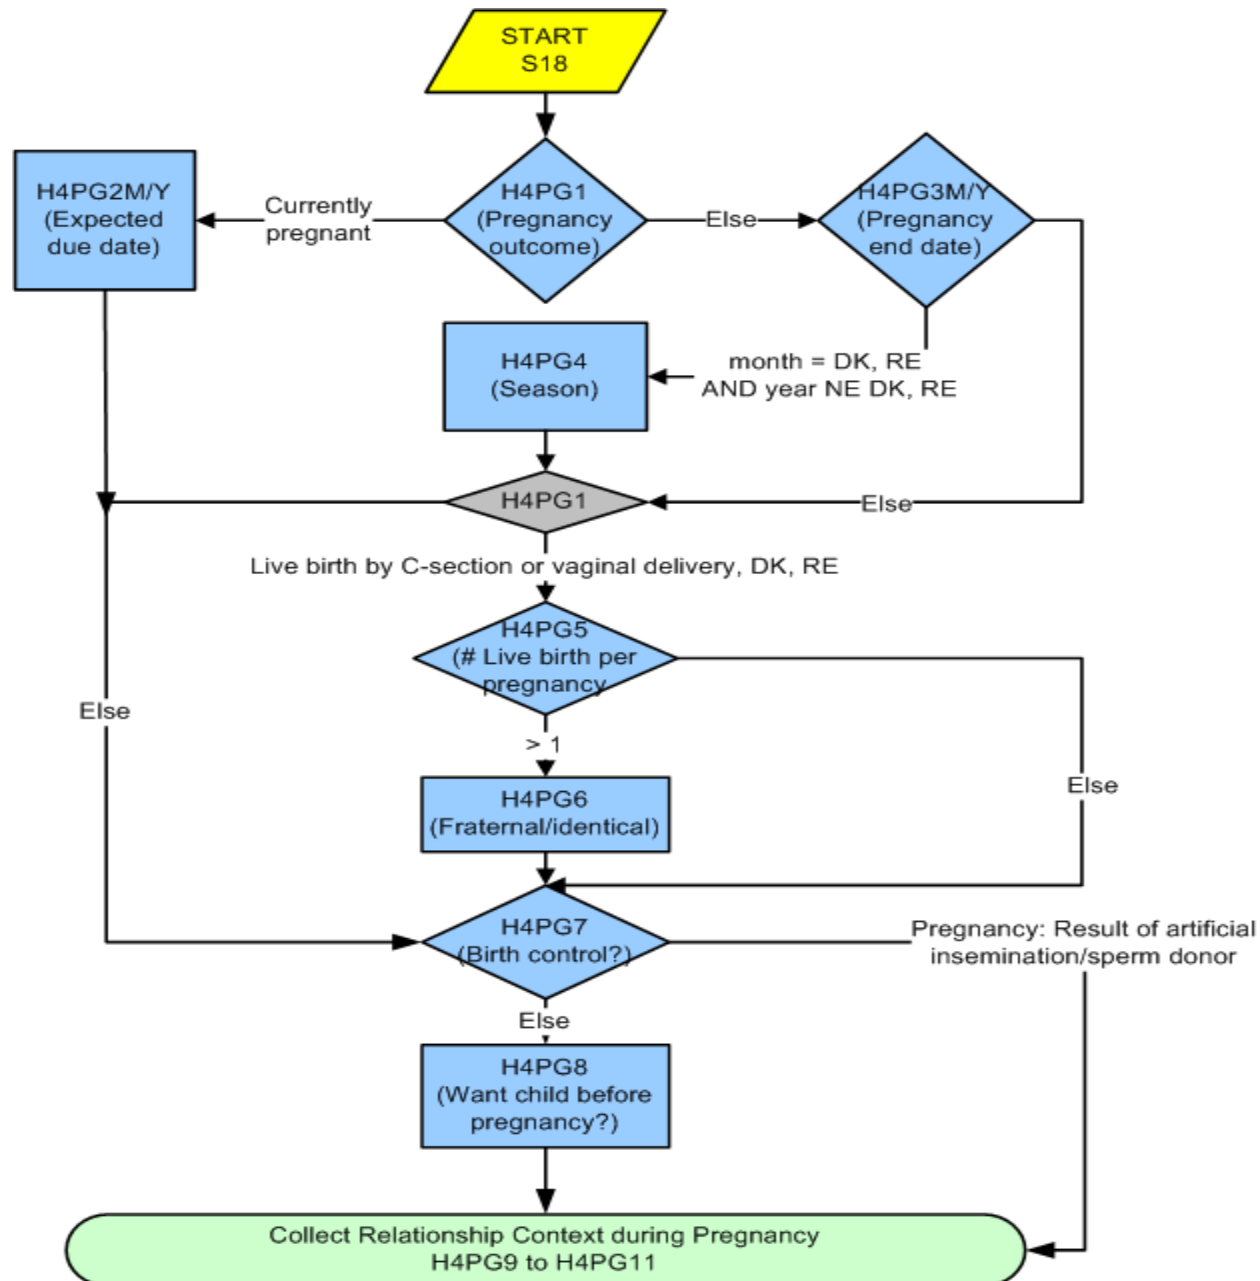 START
S18
H4PG2M/Y
(Expected
due date)
Currently
pregnant
H4PG1
(Pregnancy
outcome)
Else
H4PG3M/Y
(Pregnancy
end date)
H4PG4
(Season)
month = DK, RE
AND year NE DK, RE
H4PG1
Else
Live birth by C-section or vaginal delivery, DK, RE
H4PG5
(# Live birth per
pregnancy
Else
> 1
Else
H4PG6
(Fraternal/identical)
H4PG7
(Birth control?)
Pregnancy: Result of artificial
insemination/sperm donor
Else
H4PG8
(Want child before
pregnancy?)
Collect Relationship Context during Pregnancy
H4PG9 to H4PG11